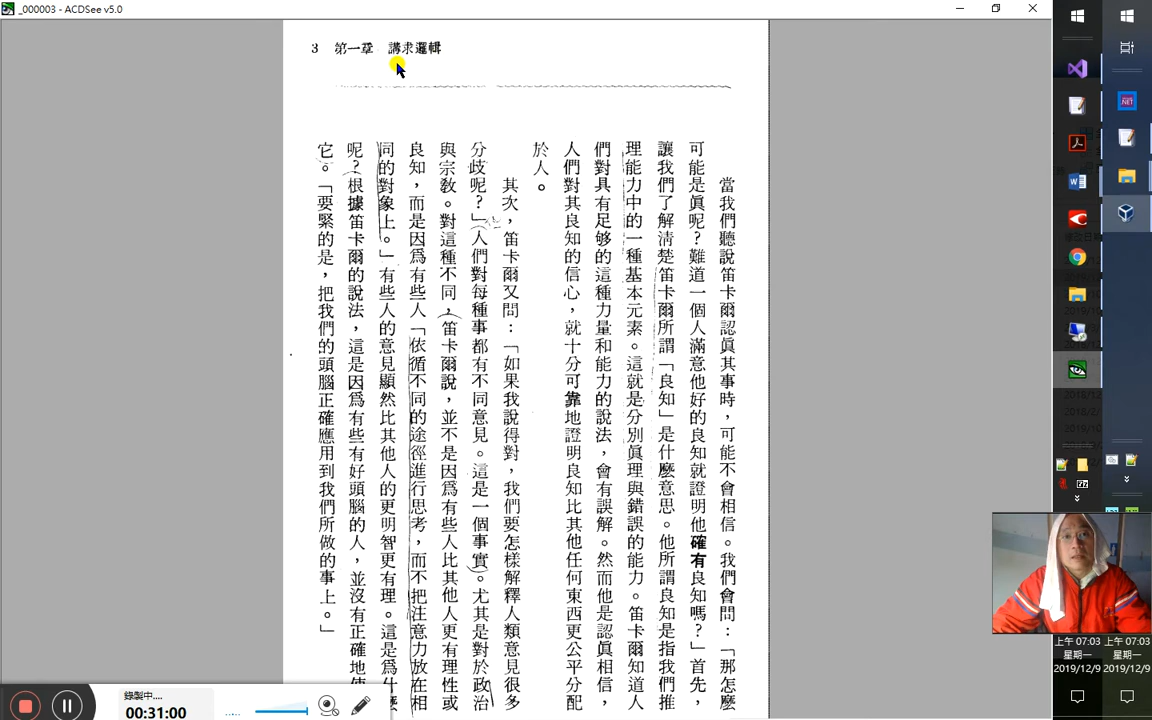 _000003 - ACDSee v5.0
3 第一章 講求邏輯
當我們聽說笛卡爾認眞其事時，可能不會相信。我們會問：「那怎麼
可能是眞呢？難道一個人滿意他好的良知就證明他確有良知嗎？」首先，
讓我們了解清楚笛卡爾所謂「良知」是什麼意思。他所謂良知是指我們推
理能力中的一種基本元素。這就是分別眞理與錯誤的能力。笛卡爾知道人
們對具有足够的這種力量和能力的說法，會有誤解。然而他是認眞相信，
人們對其良知的信心，就十分可靠地證明良知比其他任何東西更公平分配
於人。
其次，笛卡爾又問：「如果我說得對，我們要怎樣解釋人類意見很多
分歧呢？」（人們對每種事都有不同意見。這是一個事實）。尤其是對於政治
與宗教。對這種不同，（笛卡爾說，並不是因爲有些人比其他人更有理性或
良知，而是因爲有些人「依循不同的途徑進行思考，而不把注意力放在相
同的對象上。」有些人的意見顯然比其他人的更明智更有理。這是爲什麼
呢？根據笛卡爾的說法，這是因爲有些有好頭腦的人，並沒有正確地使
它。「要緊的是，把我們的頭腦正確應用到我們所做的事上。」
錄製中....
00:31:00
上午 07:03 上午 07:03
星期一 星期一
2019/12/9 2019/12/9